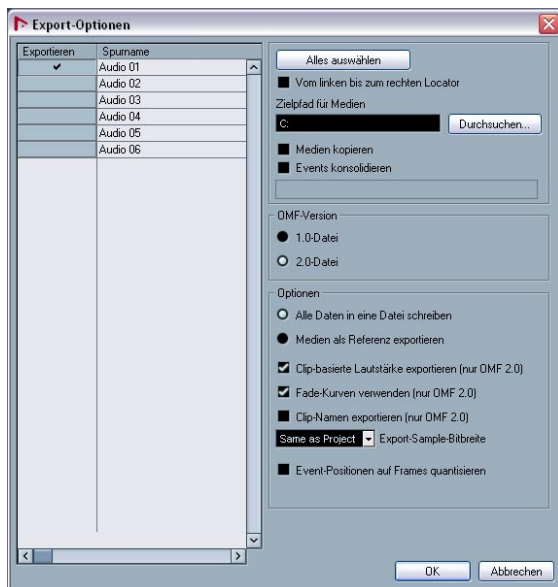 Export-Optionen
Exportieren Spurname
Audio 01
Audio 02
Audio 03
Audio 04
Audio 05
Audio 06
Alles auswählen
Vom linken bis zum rechten Locator
Zielpfad für Medien
C: Durchsuchen...
Medien kopieren
Events konsolidieren
OMF-Version
1.0-Datei
2.0-Datei
Optionen
Alle Daten in eine Datei schreiben
Medien als Referenz exportieren
Clip-basierte Lautstärke exportieren (nur OMF 2.0)
Fade-Kurven verwenden (nur OMF 2.0)
Clip-Namen exportieren (nur OMF 2.0)
Same as Project Export-Sample-Bitbreite
Event-Positionen auf Frames quantisieren
OK Abbrechen